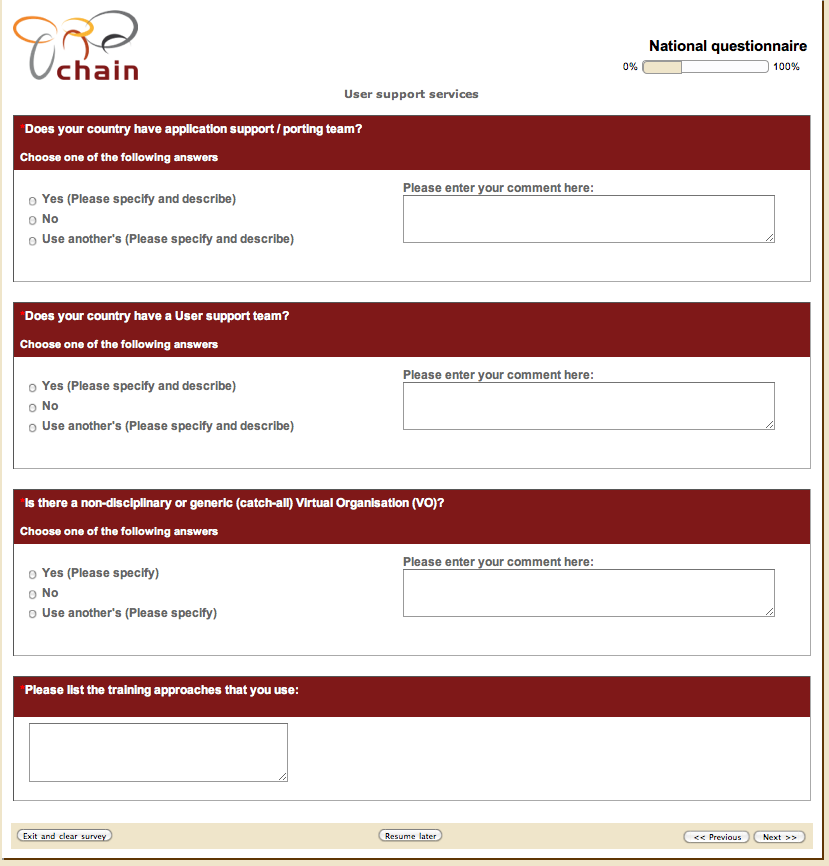 chain
National questionnaire
0% 100%
User support services
*Does your country have application support / porting team?
Choose one of the following answers
Yes (Please specify and describe)
No
Use another's (Please specify and describe)
Please enter your comment here:
*Does your country have a User support team?
Choose one of the following answers
Yes (Please specify and describe)
No
Use another's (Please specify and describe)
Please enter your comment here:
*Is there a non-disciplinary or generic (catch-all) Virtual Organisation (VO)?
Choose one of the following answers
Yes (Please specify)
No
Use another's (Please specify)
Please enter your comment here:
*Please list the training approaches that you use:
Exit and clear survey Resume later << Previous Next >>